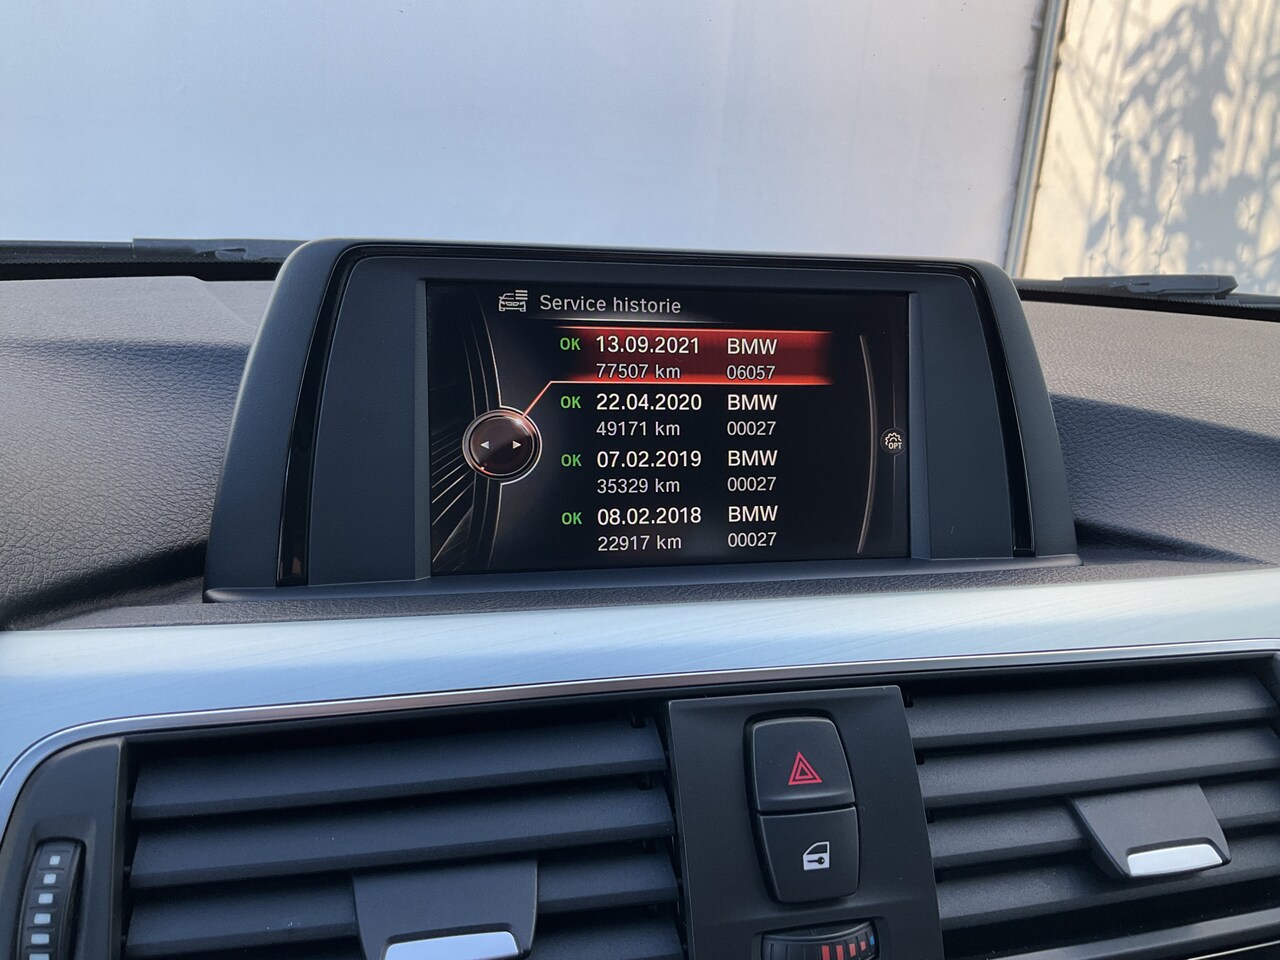 Service historie
OK 13.09.2021 BMW
77507 km 06057
OK 22.04.2020 BMW
49171 km 00027
OK 07.02.2019 BMW
35329 km 00027
OK 08.02.2018 BMW
22917 km 00027
OPT